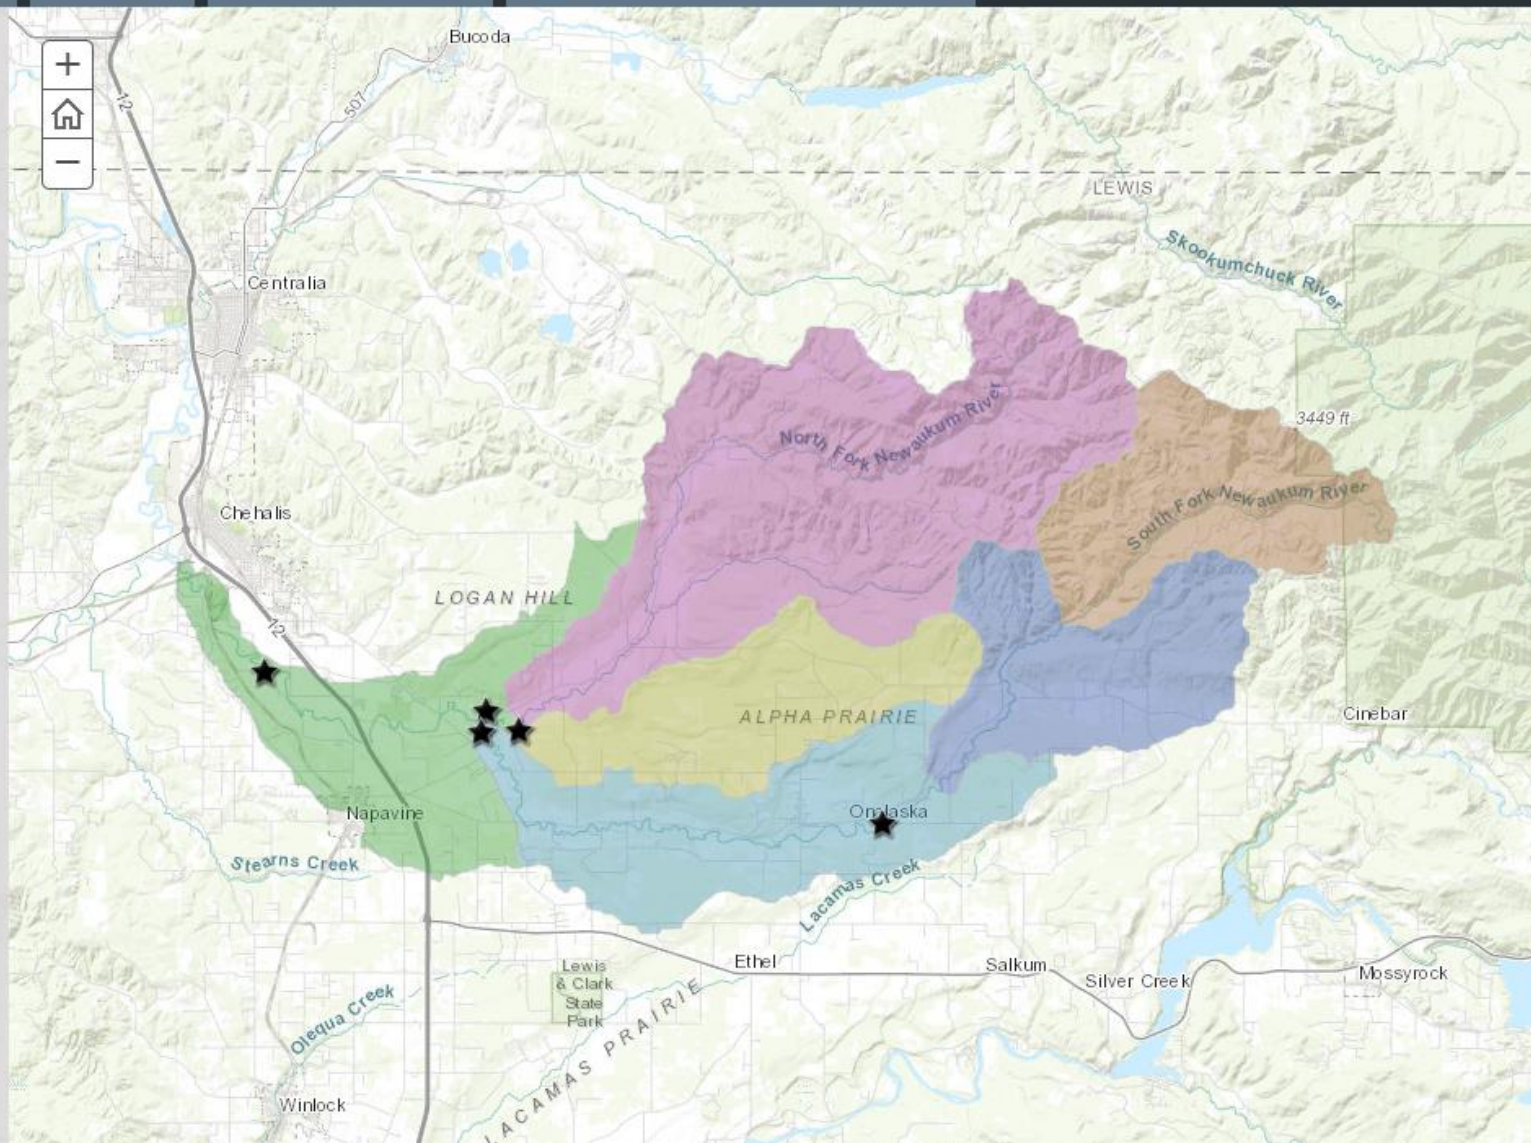 Bucoda
+
12
507
−
LEWIS
Skookumchuck River
Centralia
North Fork Newaukum River
3449 ft
South Fork Newaukum River
Chehalis
LOGAN HILL
12
ALPHA PRAIRIE
Cinebar
Napavine
Onalaska
Stearns Creek
Lacamas Creek
Ethel
Salkum
Silver Creek
Mossyrock
Lewis
& Clark
State
Park
Olequa Creek
LACAMAS PRAIRIE
Winlock